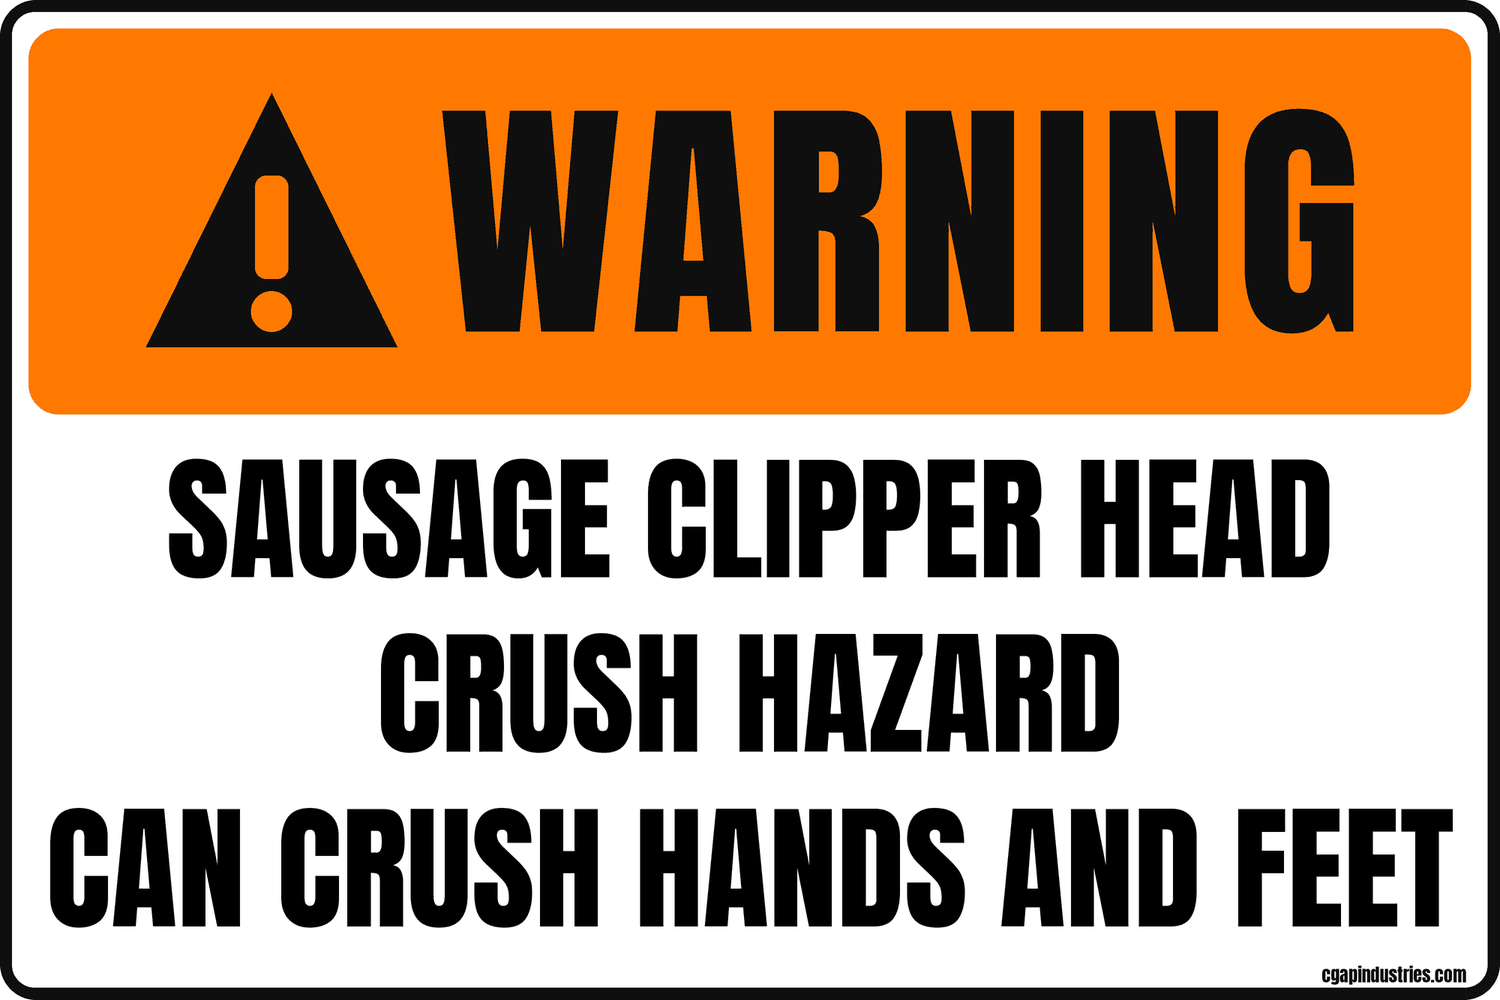 WARNING
SAUSAGE CLIPPER HEAD
CRUSH HAZARD
CAN CRUSH HANDS AND FEET
cgapindustries.com